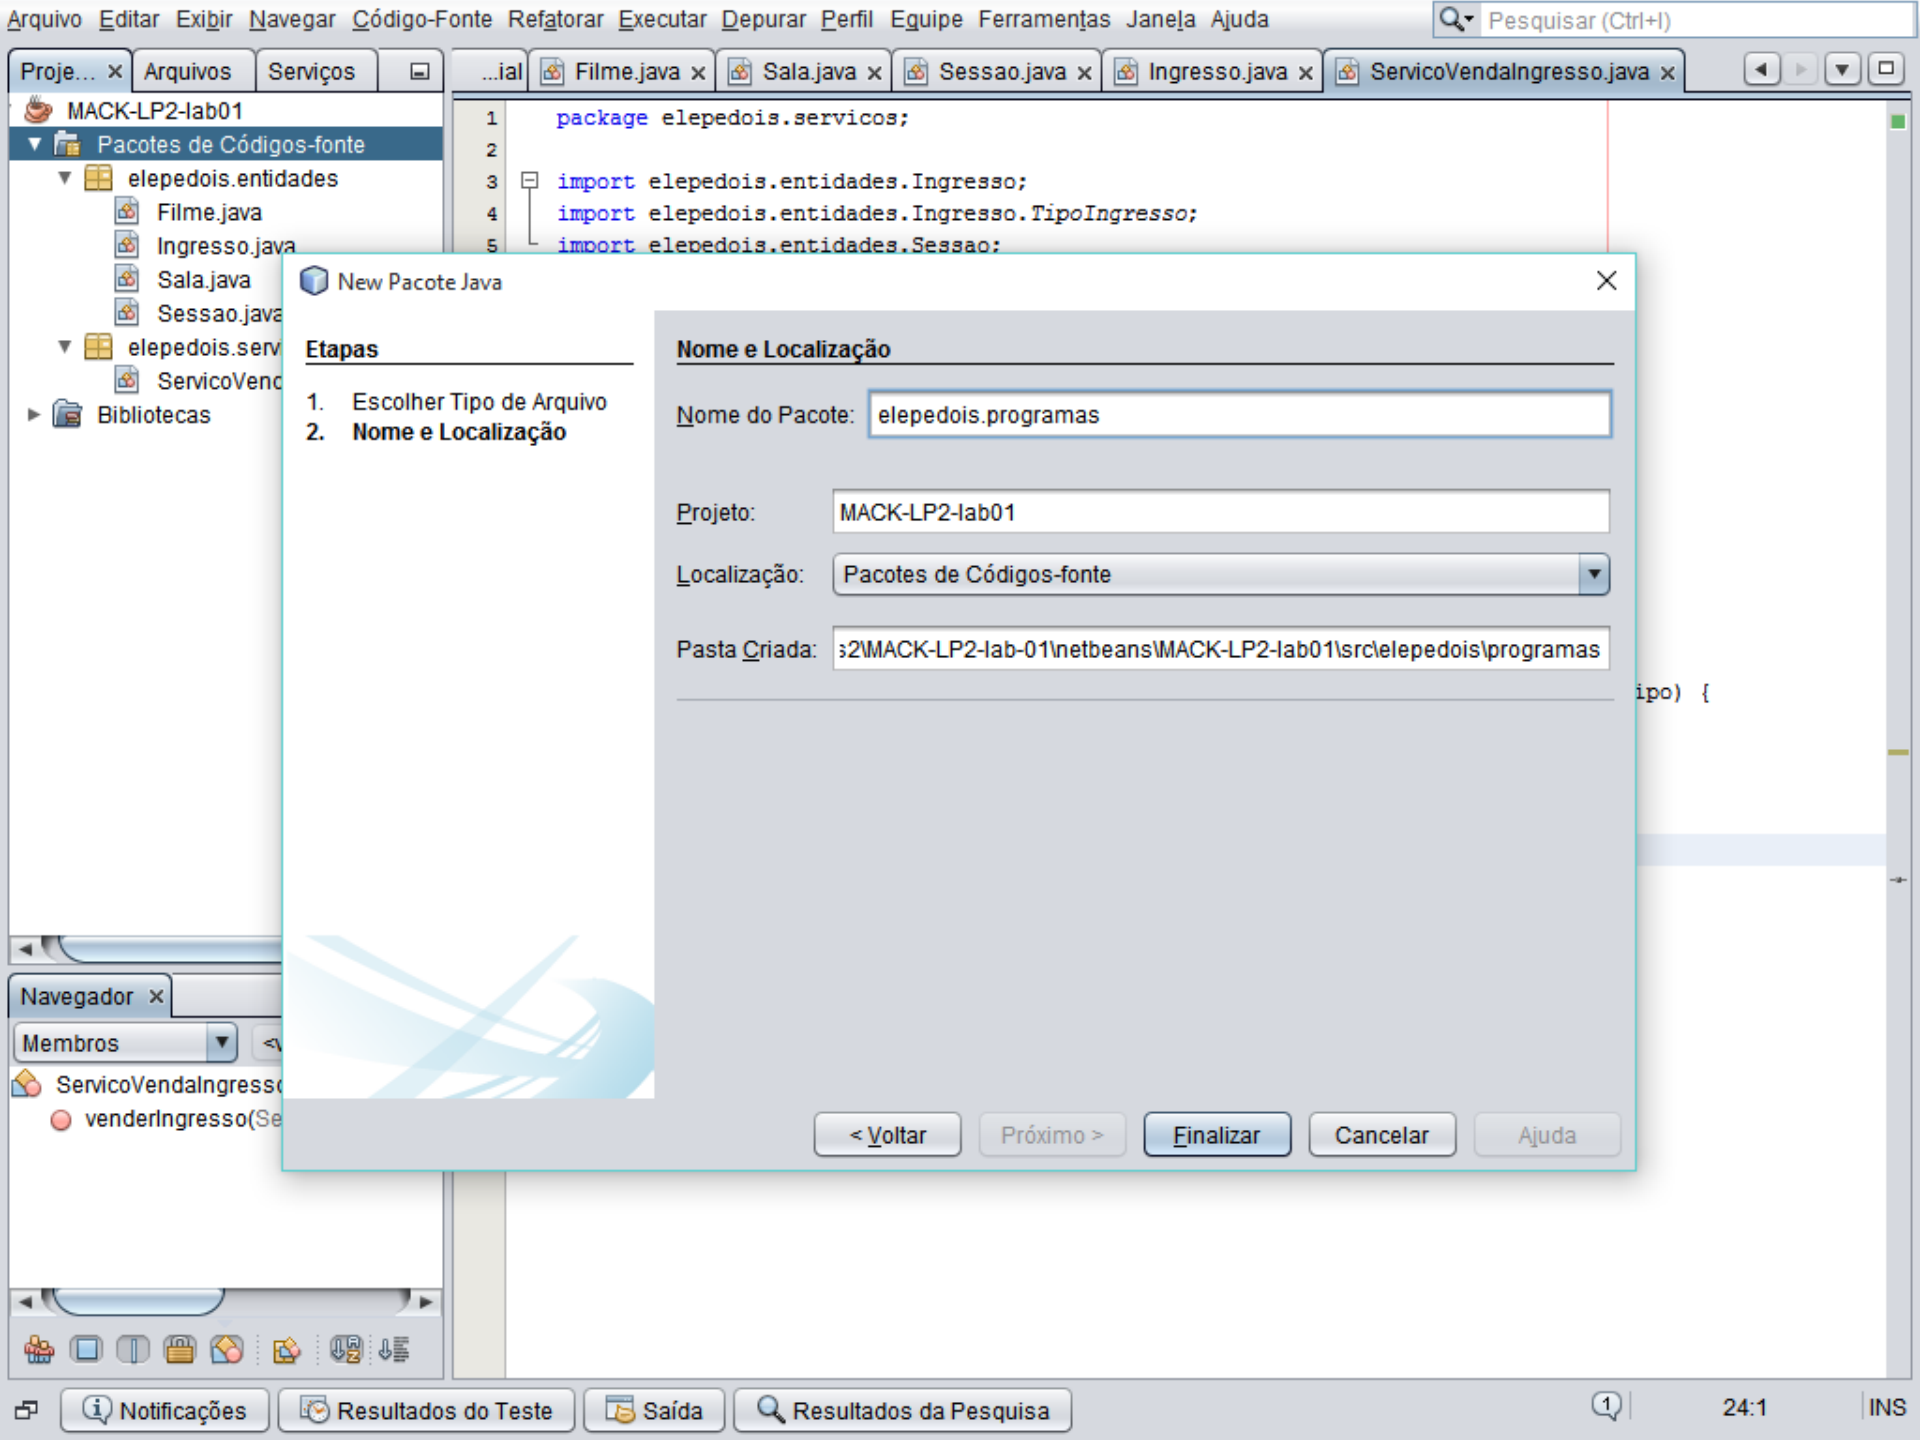 Arquivo Editar Exibir Navegar Código-Fonte Refatorar Executar Depurar Perfil Equipe Ferramentas Janela Ajuda
Pesquisar (Ctrl+I)
Proje... Arquivos Serviços
...ial Filme.java Sala.java Sessao.java Ingresso.java ServicoVendaIngresso.java
MACK-LP2-lab01
Pacotes de Códigos-fonte
elepedois.entidades
Filme.java
Ingresso.java
Sala.java
Sessao.java
elepedois.serv
ServicoVend
Bibliotecas
1 package elepedois.servicos;
2
3 import elepedois.entidades.Ingresso;
4 import elepedois.entidades.Ingresso.TipoIngresso;
5 import elepedois.entidades.Sessao;
ipo) {
New Pacote Java
Etapas
1. Escolher Tipo de Arquivo
2. Nome e Localização
Nome e Localização
Nome do Pacote: elepedois.programas
Projeto: MACK-LP2-lab01
Localização: Pacotes de Códigos-fonte
Pasta Criada: s2\MACK-LP2-lab-01\netbeans\MACK-LP2-lab01\src\elepedois\programas
< Voltar Próximo > Finalizar Cancelar Ajuda
Navegador
Membros <v
ServicoVendaIngresso
venderIngresso(Se
Notificações Resultados do Teste Saída Resultados da Pesquisa
1 24:1 INS